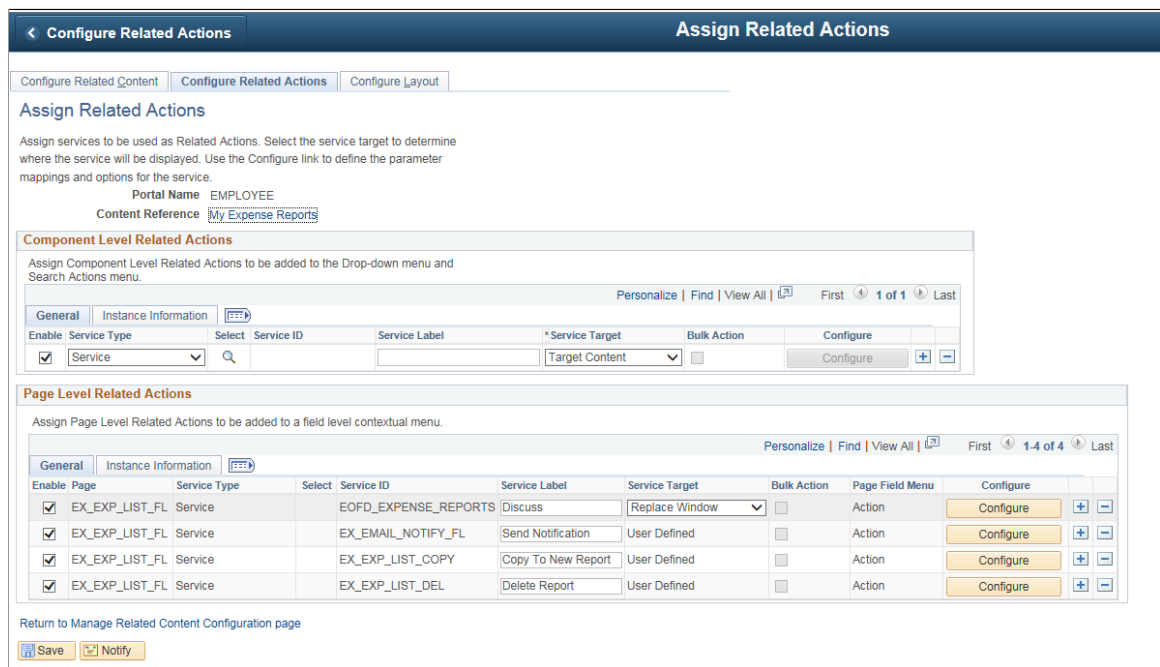 Configure Related Actions
Assign Related Actions
Configure Related Content Configure Related Actions Configure Layout
Assign Related Actions
Assign services to be used as Related Actions. Select the service target to determine
where the service will be displayed. Use the Configure link to define the parameter
mappings and options for the service.
Portal Name EMPLOYEE
Content Reference My Expense Reports
Component Level Related Actions
Assign Component Level Related Actions to be added to the Drop-down menu and
Search Actions menu.
Personalize | Find | View All | First 1 of 1 Last
General Instance Information
Enable Service Type Select Service ID Service Label *Service Target Bulk Action Configure
Service Target Content Configure
Page Level Related Actions
Assign Page Level Related Actions to be added to a field level contextual menu.
Personalize | Find | View All | First 1-4 of 4 Last
General Instance Information
Enable Page Service Type Select Service ID Service Label Service Target Bulk Action Page Field Menu Configure
EX_EXP_LIST_FL Service EOFD_EXPENSE_REPORTS Discuss Replace Window Action Configure
EX_EXP_LIST_FL Service EX_EMAIL_NOTIFY_FL Send Notification User Defined Action Configure
EX_EXP_LIST_FL Service EX_EXP_LIST_COPY Copy To New Report User Defined Action Configure
EX_EXP_LIST_FL Service EX_EXP_LIST_DEL Delete Report User Defined Action Configure
Return to Manage Related Content Configuration page
Save Notify